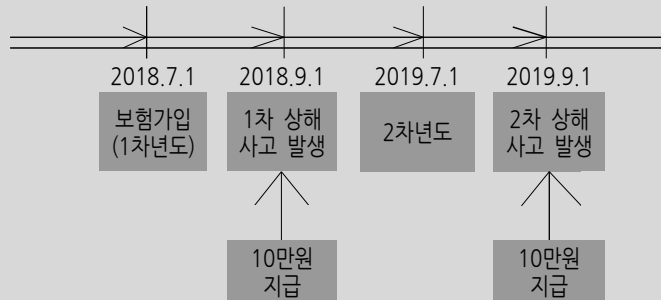 2018.7.1
2018.9.1
2019.7.1
2019.9.1
보험가입
(1차년도)
1차 상해
사고 발생
2차년도
2차 상해
사고 발생
10만원
지급
10만원
지급